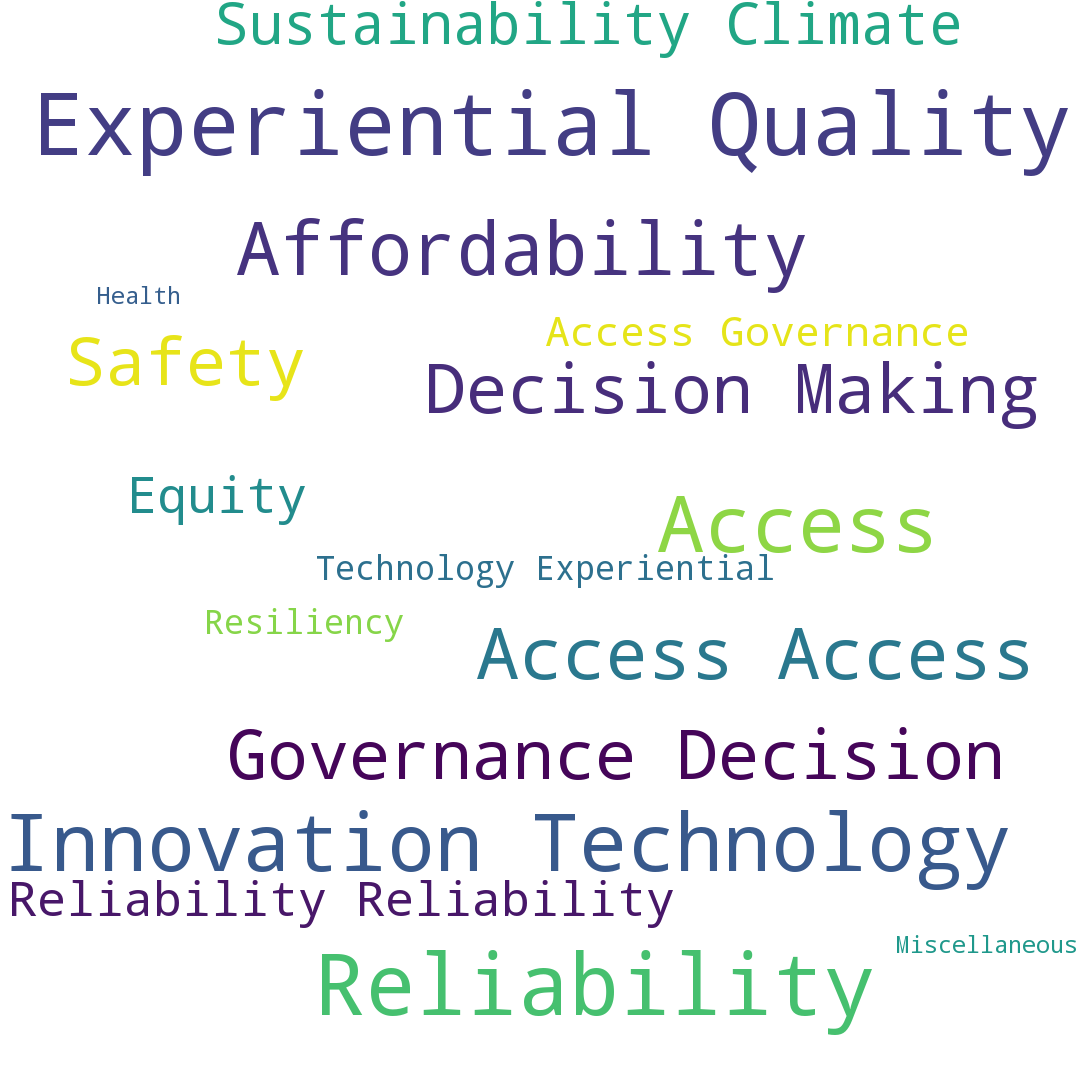 Sustainability Climate
Experiential Quality
Affordability
Health
Access Governance
Safety
Decision Making
Equity
Access
Technology Experiential
Resiliency
Access Access
Governance Decision
Innovation Technology
Reliability Reliability
Miscellaneous
Reliability